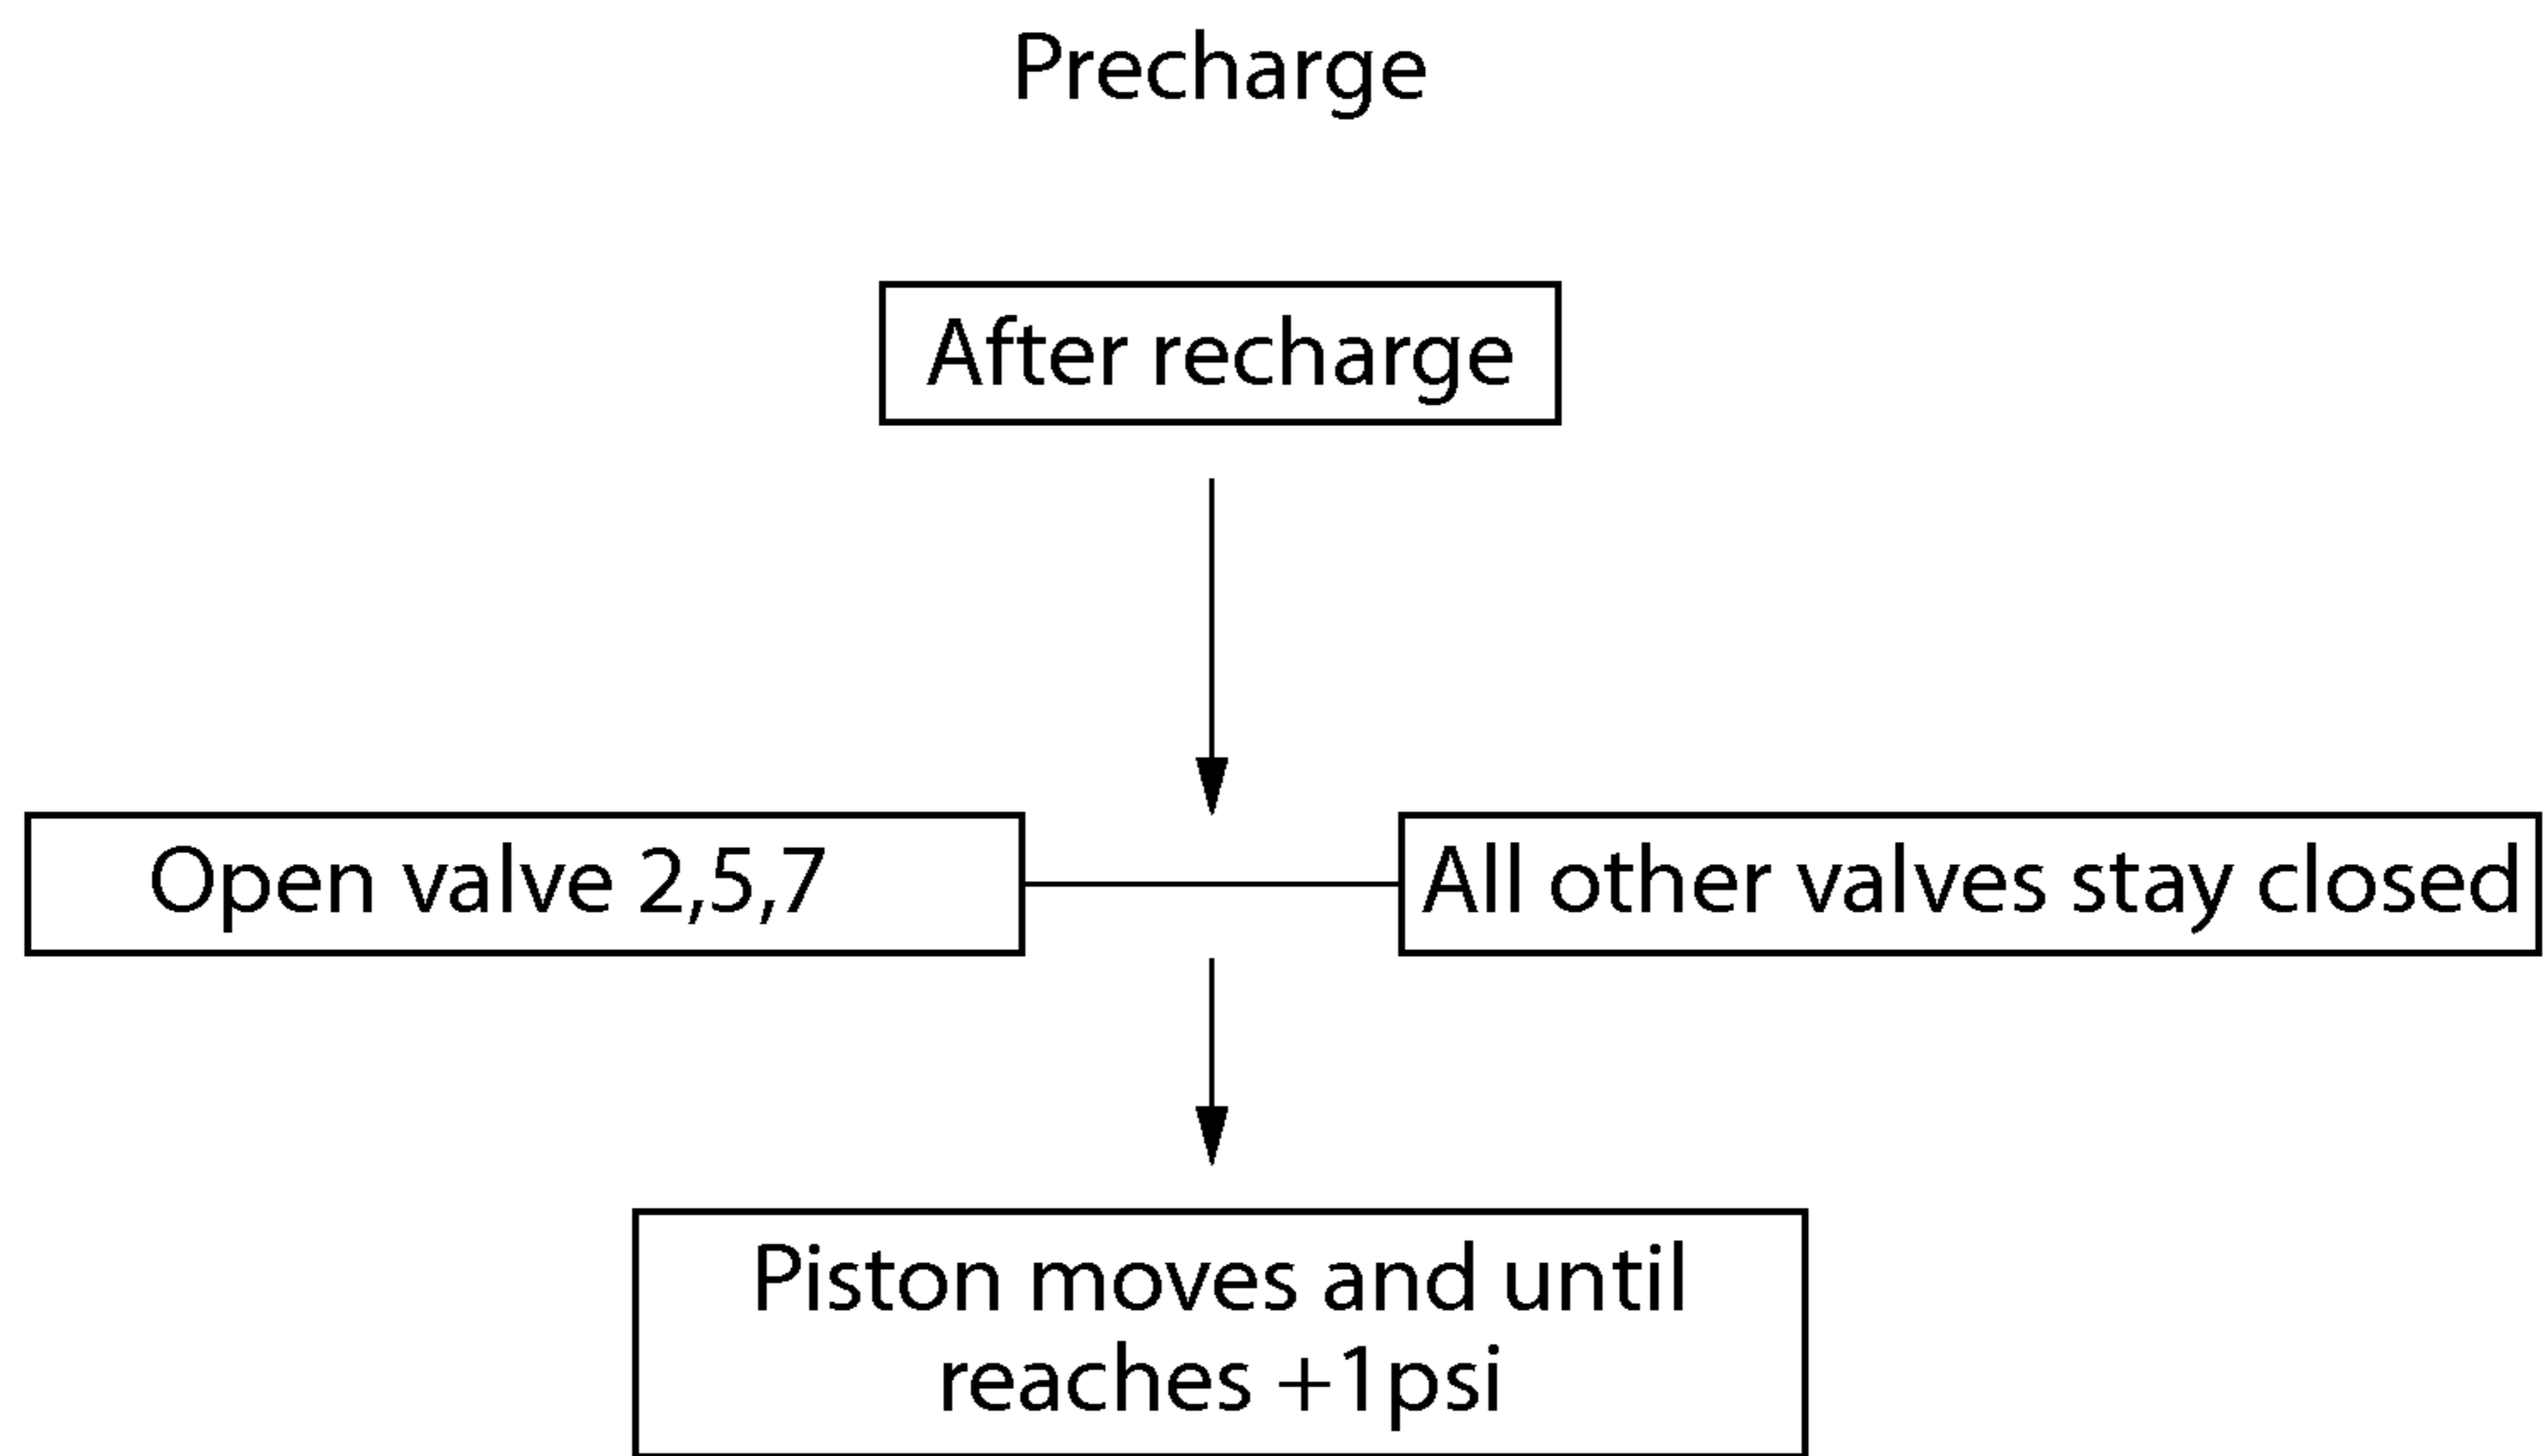 Precharge
After recharge
Open valve 2,5,7
All other valves stay closed
Piston moves and until
reaches +1psi